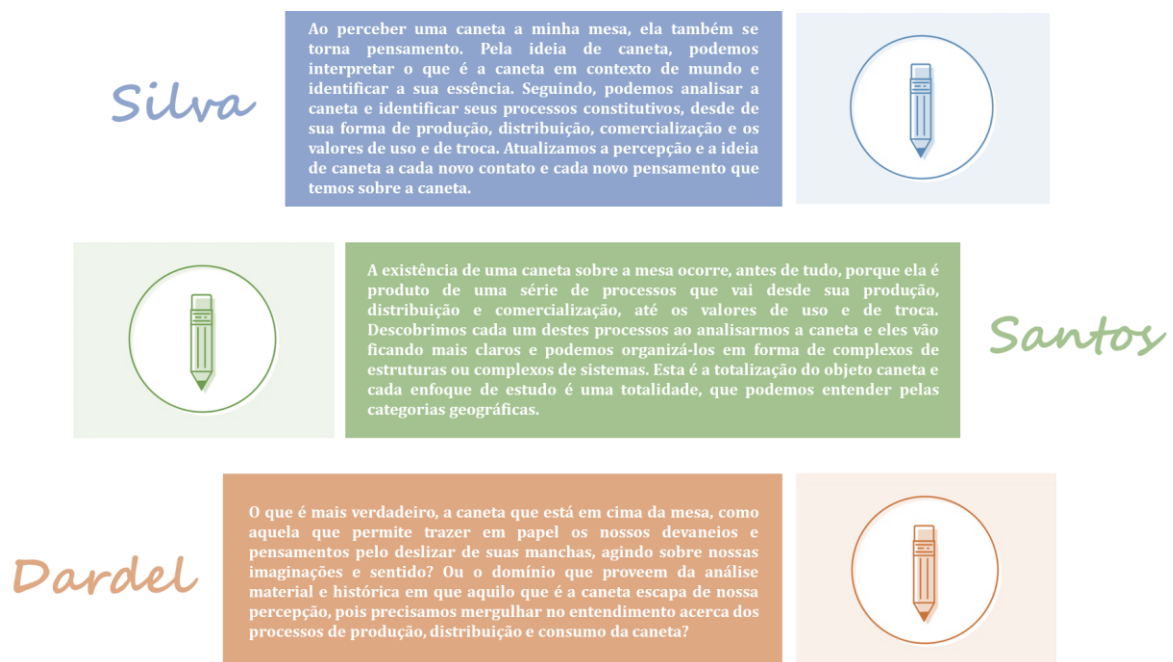 Silva
Ao perceber uma caneta a minha mesa, ela também se
torna pensamento. Pela ideia de caneta, podemos
interpretar o que é a caneta em contexto de mundo e
identificar a sua essência. Seguindo, podemos analisar a
caneta e identificar seus processos constitutivos, desde de
sua forma de produção, distribuição, comercialização e os
valores de uso e de troca. Atualizamos a percepção e a ideia
de caneta a cada novo contato e cada novo pensamento que
temos sobre a caneta.
A existência de uma caneta sobre a mesa ocorre, antes de tudo, porque ela é
produto de uma série de processos que vai desde sua produção,
distribuição e comercialização, até os valores de uso e de troca.
Descobrimos cada um destes processos ao analisarmos a caneta e eles vão
ficando mais claros e podemos organizá-los em forma de complexos de
estruturas ou complexos de sistemas. Esta é a totalização do objeto caneta e
cada enfoque de estudo é uma totalidade, que podemos entender pelas
categorias geográficas.
Santos
Dardel
O que é mais verdadeiro, a caneta que está em cima da mesa, como
aquela que permite trazer em papel os nossos devaneios e
pensamentos pelo deslizar de suas manchas, agindo sobre nossas
imaginações e sentido? Ou o domínio que proveem da análise
material e histórica em que aquilo que é a caneta escapa de nossa
percepção, pois precisamos mergulhar no entendimento acerca dos
processos de produção, distribuição e consumo da caneta?